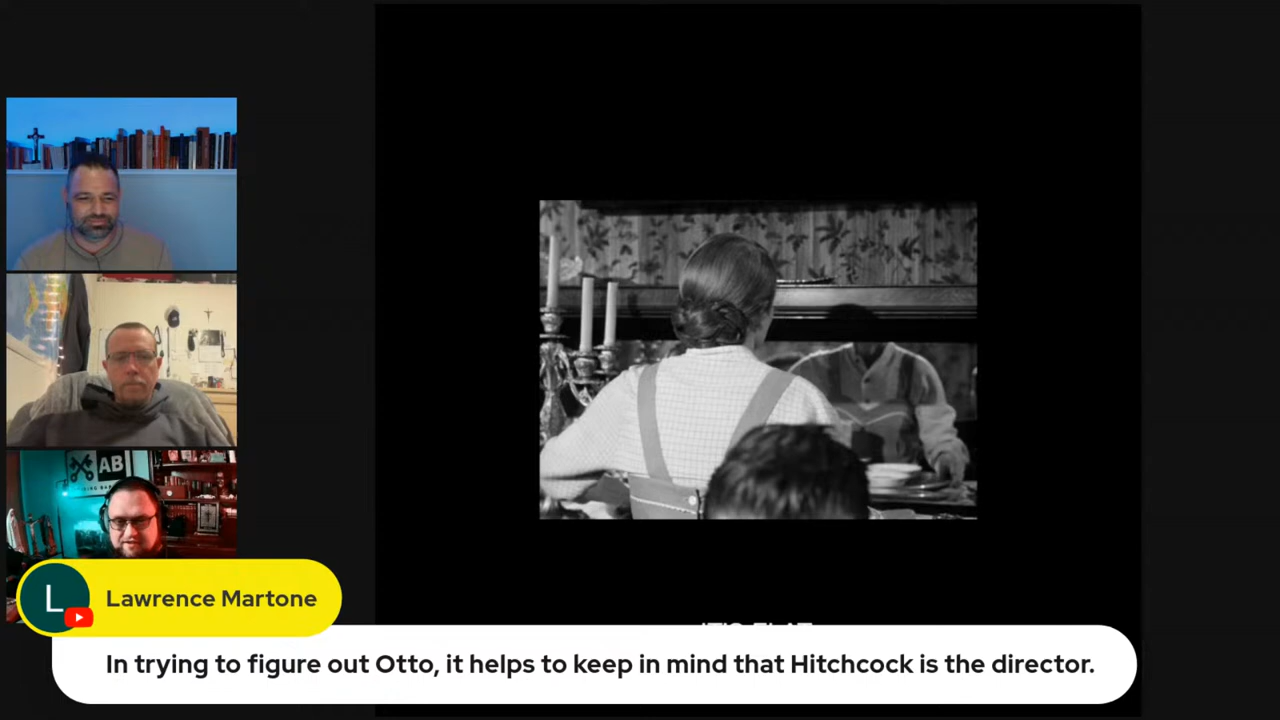 AB
L
Lawrence Martone
In trying to figure out Otto, it helps to keep in mind that Hitchcock is the director.